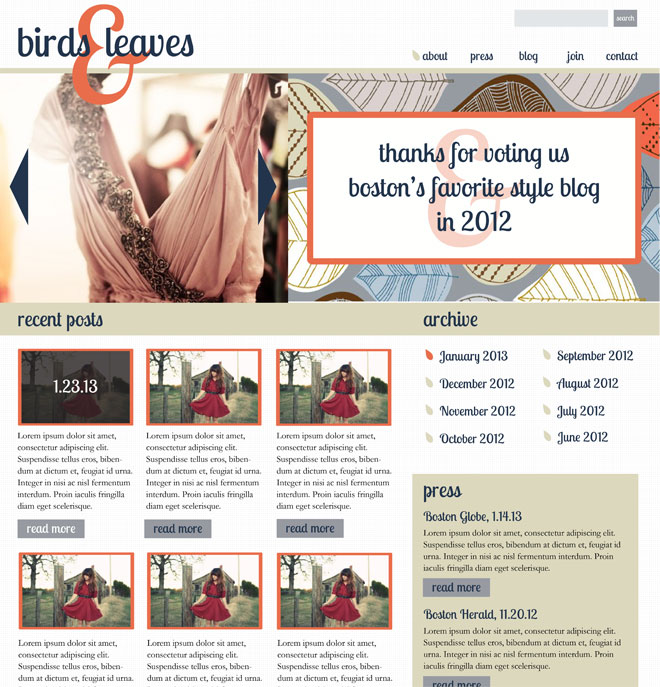 birds & leaves
search
about press blog join contact
thanks for voting us
boston's favorite style blog
in 2012
&
recent posts
1.23.13
Lorem ipsum dolor sit amet,
consectetur adipiscing elit.
Suspendisse tellus eros, biben-
dum at dictum et, feugiat id urna.
Integer in nisi ac nisl fermentum
interdum. Proin iaculis fringilla
diam eget scelerisque.
read more
Lorem ipsum dolor sit amet,
consectetur adipiscing elit.
Suspendisse tellus eros, biben-
dum at dictum et, feugiat id urna.
Integer in nisi ac nisl fermentum
interdum. Proin iaculis fringilla
diam eget scelerisque.
read more
Lorem ipsum dolor sit amet,
consectetur adipiscing elit.
Suspendisse tellus eros, biben-
dum at dictum et, feugiat id urna.
Integer in nisi ac nisl fermentum
interdum. Proin iaculis fringilla
diam eget scelerisque.
read more
Lorem ipsum dolor sit amet,
consectetur adipiscing elit.
Suspendisse tellus eros, biben-
dum at dictum et, feugiat id urna.
Lorem ipsum dolor sit amet,
consectetur adipiscing elit.
Suspendisse tellus eros, biben-
dum at dictum et, feugiat id urna.
Lorem ipsum dolor sit amet,
consectetur adipiscing elit.
Suspendisse tellus eros, biben-
dum at dictum et, feugiat id urna.
archive
January 2013
December 2012
November 2012
October 2012
September 2012
August 2012
July 2012
June 2012
press
Boston Globe, 1.14.13
Lorem ipsum dolor sit amet, consectetur adipiscing elit.
Suspendisse tellus eros, bibendum at dictum et, feugiat id
urna. Integer in nisi ac nisl fermentum interdum. Proin
iaculis fringilla diam eget scelerisque.
read more
Boston Herald, 11.20.12
Lorem ipsum dolor sit amet, consectetur adipiscing elit.
Suspendisse tellus eros, bibendum at dictum et, feugiat id
urna. Integer in nisi ac nisl fermentum interdum. Proin
iaculis fringilla diam eget scelerisque.
read more